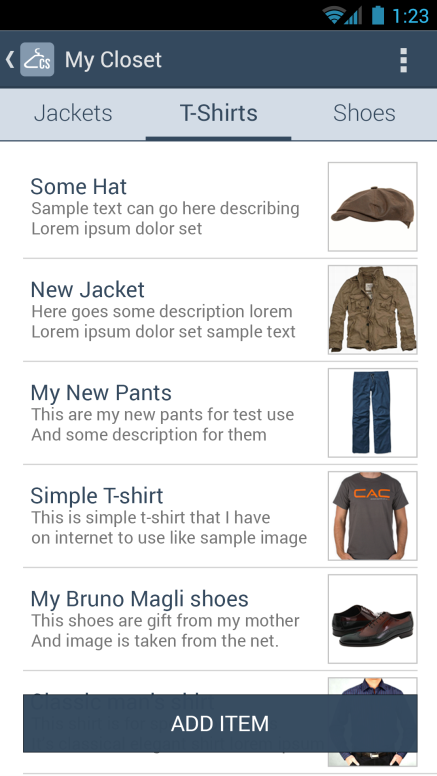 1:23
CS
My Closet
Jackets
T-Shirts
Shoes
Some Hat
Sample text can go here describing
Lorem ipsum dolor set
New Jacket
Here goes some description lorem
Lorem ipsum dolor set sample text
My New Pants
This are my new pants for test use
And some description for them
Simple T-shirt
This is simple t-shirt that I have
on internet to use like sample image
CAC
My Bruno Magli shoes
This shoes are gift from my mother
And image is taken from the net.
Classic man's shirt
ADD ITEM